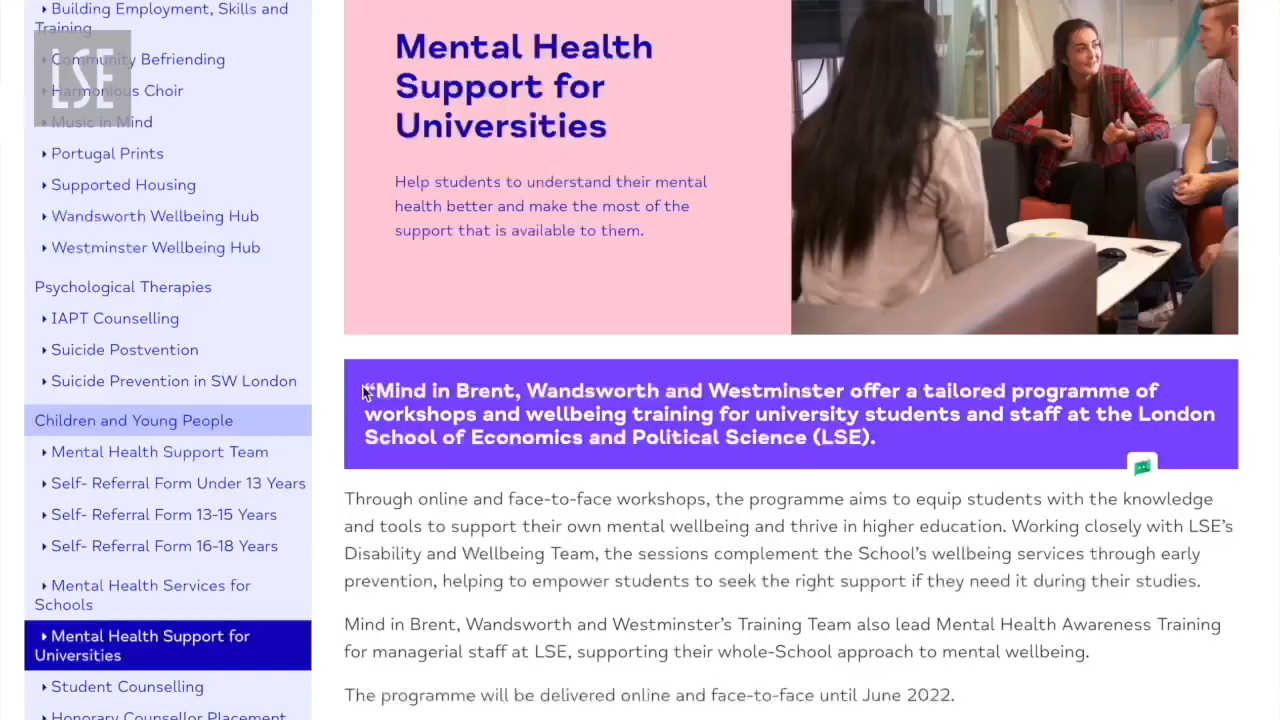 Building Employment, Skills and
Training
Community Befriending
Harmonious Choir
Music in Mind
Portugal Prints
Supported Housing
Wandsworth Wellbeing Hub
Westminster Wellbeing Hub
Psychological Therapies
IAPT Counselling
Suicide Postvention
Suicide Prevention in SW London
Children and Young People
Mental Health Support Team
Self- Referral Form Under 13 Years
Self- Referral Form 13-15 Years
Self- Referral Form 16-18 Years
Mental Health Services for
Schools
Mental Health Support for
Universities
Student Counselling
Honorary Counsellor Placement
LSE
Mental Health
Support for
Universities
Help students to understand their mental
health better and make the most of the
support that is available to them.
“Mind in Brent, Wandsworth and Westminster offer a tailored programme of
workshops and wellbeing training for university students and staff at the London
School of Economics and Political Science (LSE).
Through online and face-to-face workshops, the programme aims to equip students with the knowledge
and tools to support their own mental wellbeing and thrive in higher education. Working closely with LSE’s
Disability and Wellbeing Team, the sessions complement the School’s wellbeing services through early
prevention, helping to empower students to seek the right support if they need it during their studies.
Mind in Brent, Wandsworth and Westminster’s Training Team also lead Mental Health Awareness Training
for managerial staff at LSE, supporting their whole-School approach to mental wellbeing.
The programme will be delivered online and face-to-face until June 2022.